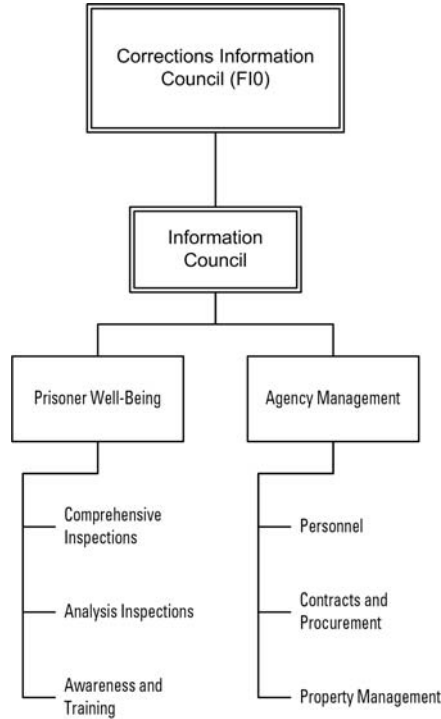 Corrections Information
Council (FI0)
Information
Council
Prisoner Well-Being
Agency Management
Comprehensive
Inspections
Analysis Inspections
Awareness and
Training
Personnel
Contracts and
Procurement
Property Management